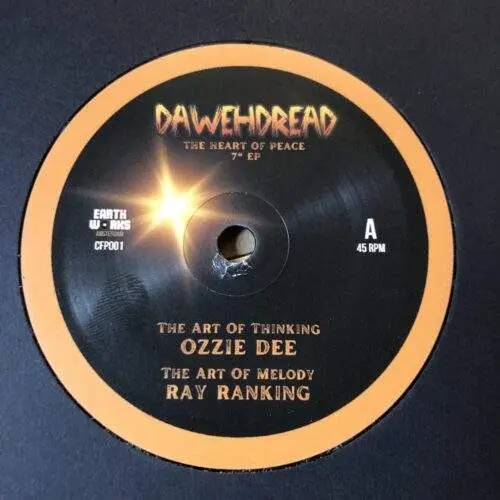 DAWEHDREAD
THE HEART OF PEACE
7" EP
EARTH
W RKS
AMSTERDAM
CFP001
A
45 RPM
THE ART OF THINKING
OZZIE DEE
THE ART OF MELODY
RAY RANKING